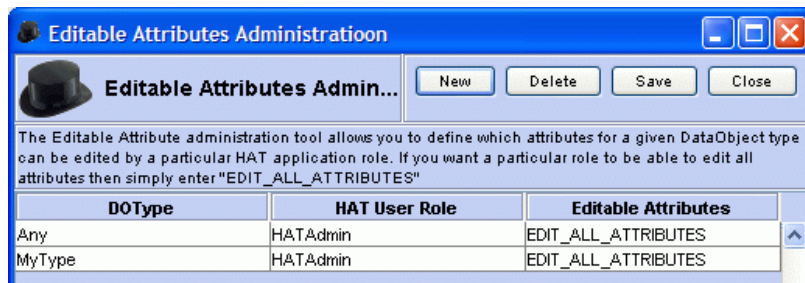 Editable Attributes Administratioon
Editable Attributes Admin...
New Delete Save Close
The Editable Attribute administration tool allows you to define which attributes for a given DataObject type
can be edited by a particular HAT application role. If you want a particular role to be able to edit all
attributes then simply enter "EDIT_ALL_ATTRIBUTES"
DOType HAT User Role Editable Attributes
Any HATAdmin EDIT_ALL_ATTRIBUTES
MyType HATAdmin EDIT_ALL_ATTRIBUTES